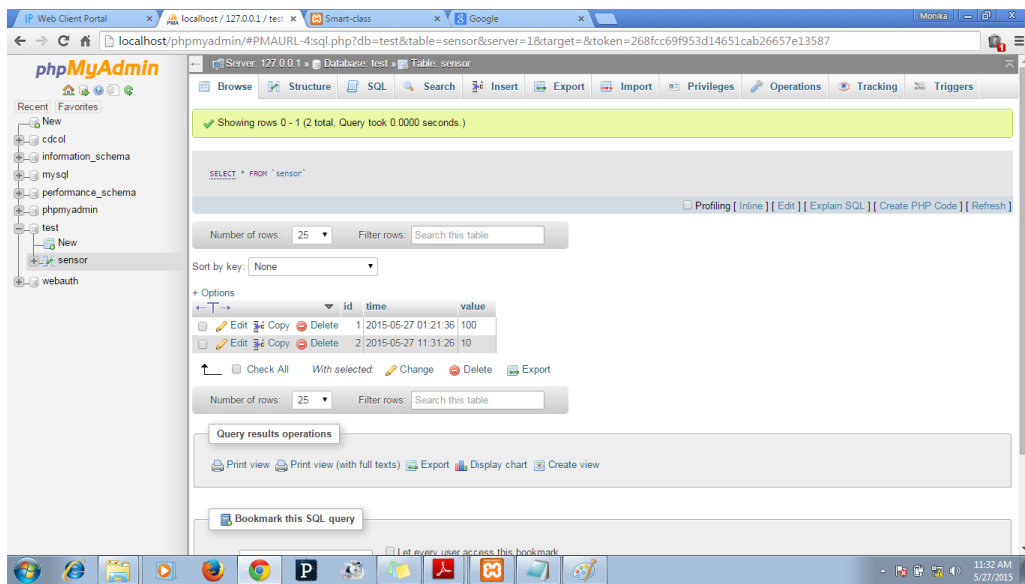 IP Web Client Portal
localhost / 127.0.0.1 / test
Smart-class
Google
Monika
localhost/phpmyadmin/#PMAURL-4:sql.php?db=test&table=sensor&server=1&target=&token=268fcc69f953d14651cab26657e13587
phpMyAdmin
Recent Favorites
New
cdcol
information_schema
mysql
performance_schema
phpmyadmin
test
New
sensor
webauth
Server: 127.0.0.1 » Database: test » Table: sensor
Browse Structure SQL Search Insert Export Import Privileges Operations Tracking Triggers
Showing rows 0 - 1 (2 total, Query took 0.0000 seconds.)
SELECT * FROM `sensor`
Profiling [ Inline ] [ Edit ] [ Explain SQL ] [ Create PHP Code ] [ Refresh ]
Number of rows: 25 Filter rows: Search this table
Sort by key: None
+ Options
←T→ id time value
Edit Copy Delete 1 2015-05-27 01:21:36 100
Edit Copy Delete 2 2015-05-27 11:31:26 10
Check All With selected: Change Delete Export
Number of rows: 25 Filter rows: Search this table
Query results operations
Print view Print view (with full texts) Export Display chart Create view
Bookmark this SQL query
Let every user access this bookmark
11:32 AM
5/27/2015